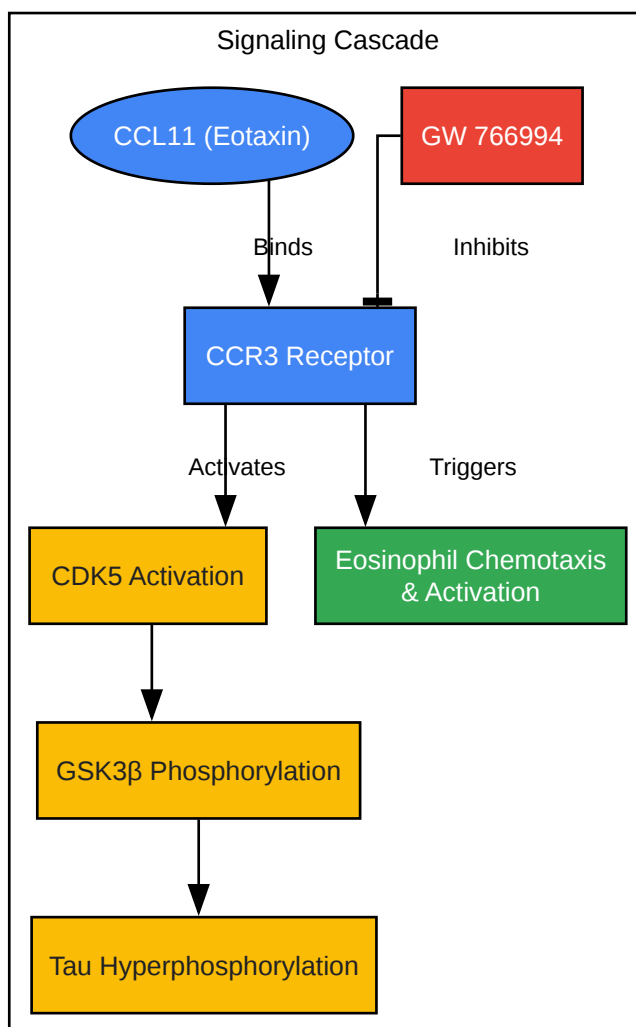 Signaling Cascade
CCL11 (Eotaxin)
GW 766994
Binds
Inhibits
CCR3 Receptor
Activates
Triggers
CDK5 Activation
Eosinophil Chemotaxis
& Activation
GSK3β Phosphorylation
Tau Hyperphosphorylation